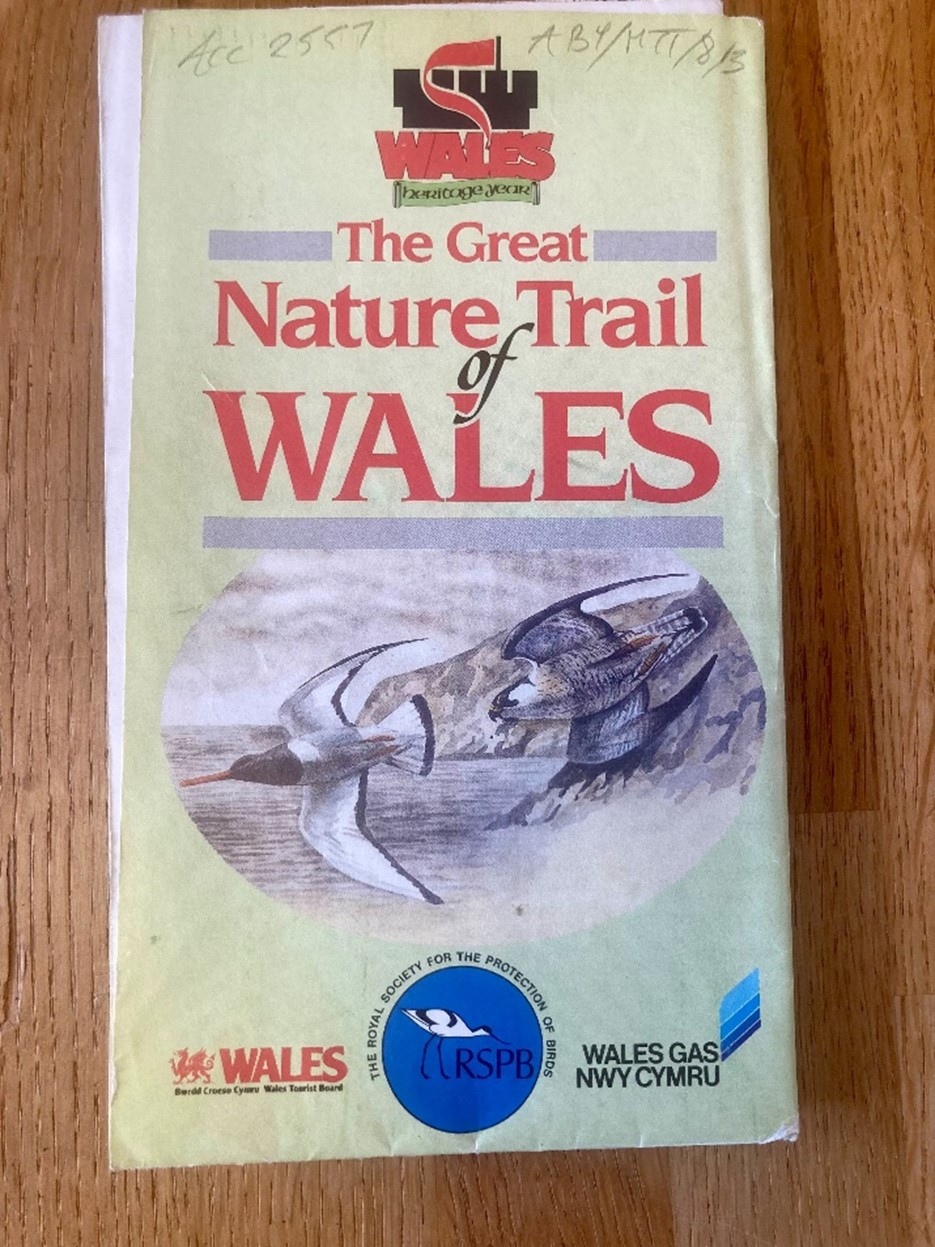 Acc 2557 ABY/MTT/8/3
WALES
heritage year
The Great
Nature Trail
of
WALES
WALES
Bwrdd Croeso Cymru Wales Tourist Board
THE ROYAL SOCIETY FOR THE PROTECTION OF BIRDS
RSPB
WALES GAS
NWY CYMRU